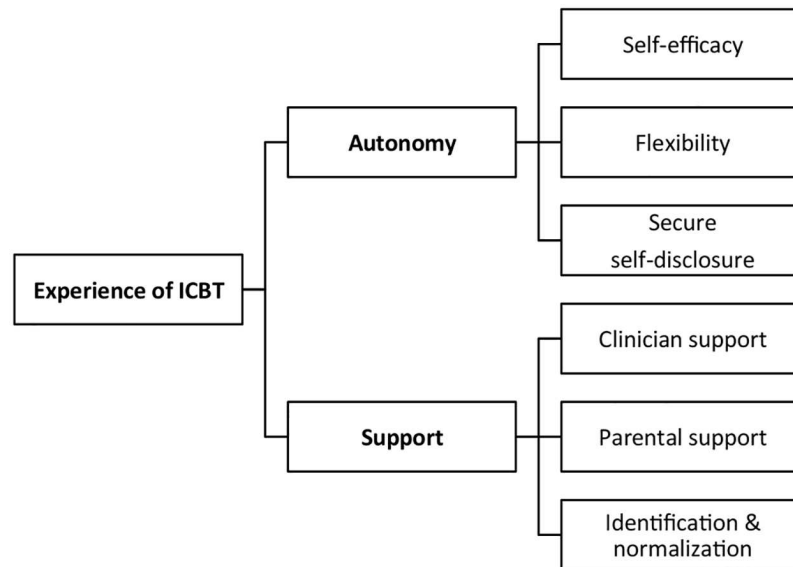 Self-efficacy
Autonomy
Flexibility
Secure
self-disclosure
Experience of ICBT
Clinician support
Support
Parental support
Identification &
normalization